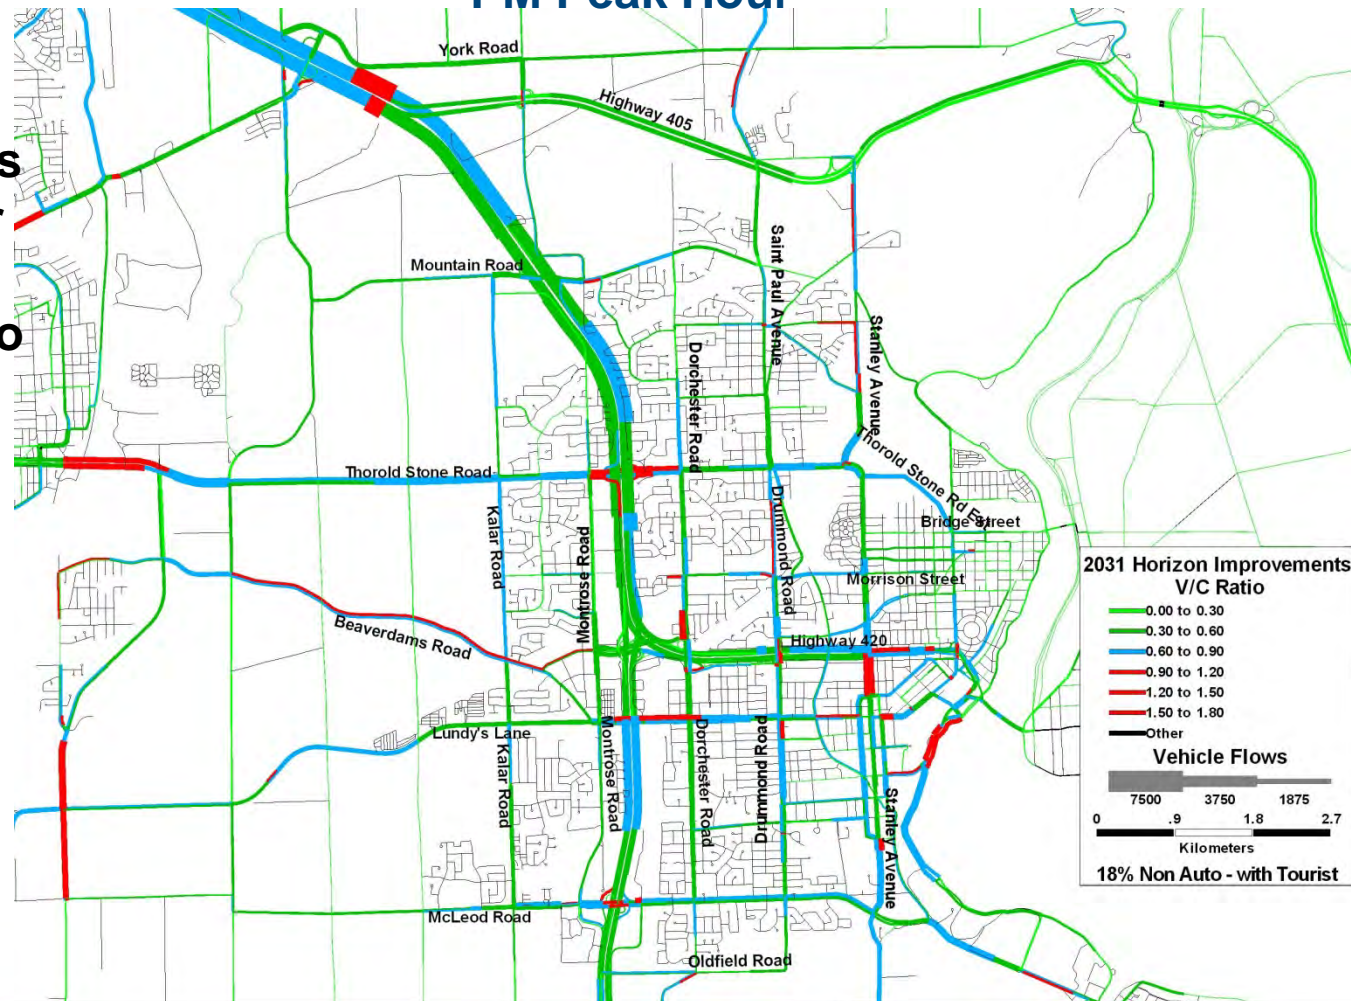 PM Peak Hour
York Road
Highway 405
s
Mountain Road
Saint Paul Avenue
o
Stanley Avenue
Dorchester Road
Thorold Stone Road
Thorold Stone Rd Ext
Kalar Road
Montrose Road
Drummond Road
Bridge Street
Morrison Street
Beaverdams Road
Highway 420
Lundy's Lane
Kalar Road
Montrose Road
Dorchester Road
Drummond Road
Stanley Avenue
McLeod Road
Oldfield Road
2031 Horizon Improvements
V/C Ratio
0.00 to 0.30
0.30 to 0.60
0.60 to 0.90
0.90 to 1.20
1.20 to 1.50
1.50 to 1.80
Other
Vehicle Flows
7500 3750 1875
0 .9 1.8 2.7
Kilometers
18% Non Auto - with Tourist